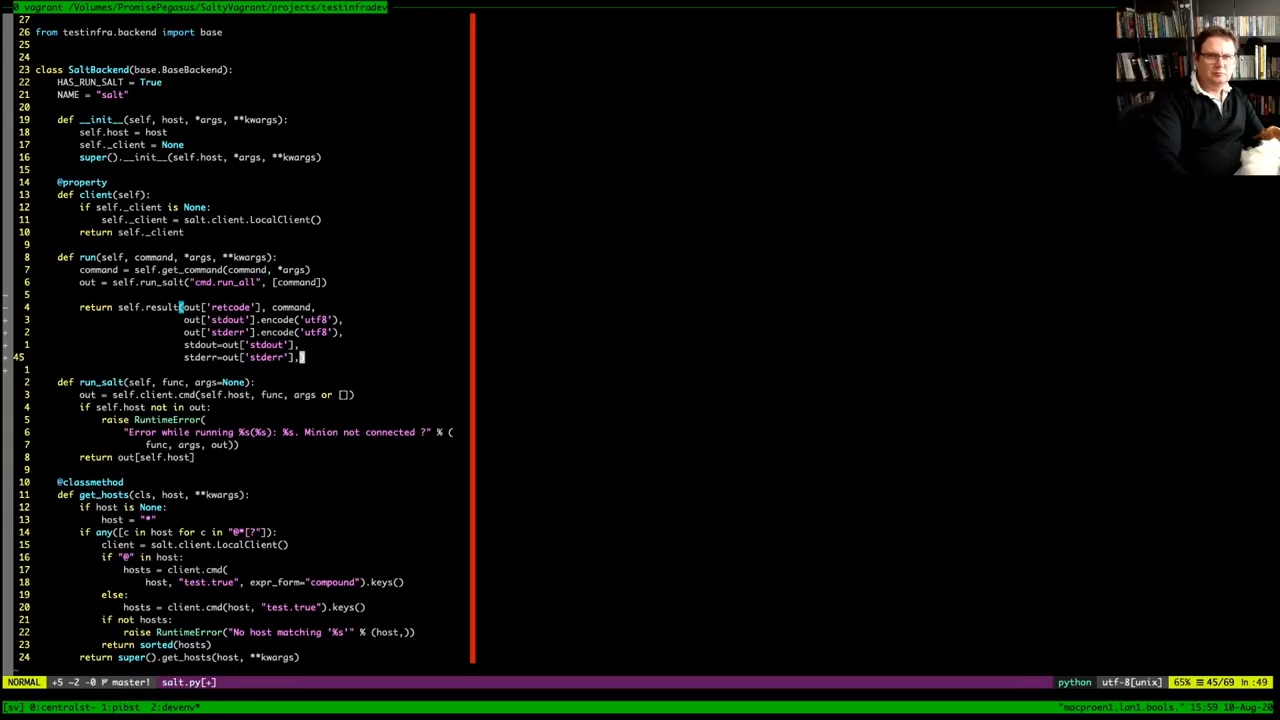 0 vagrant /Volumes/PromisePegasus/SaltyVagrant/projects/testinfradev
27
26 from testinfra.backend import base
25
24
23 class SaltBackend(base.BaseBackend):
22     HAS_RUN_SALT = True
21     NAME = "salt"
20
19     def __init__(self, host, *args, **kwargs):
18         self.host = host
17         self._client = None
16         super().__init__(self.host, *args, **kwargs)
15
14     @property
13     def client(self):
12         if self._client is None:
11             self._client = salt.client.LocalClient()
10         return self._client
9
8     def run(self, command, *args, **kwargs):
7         command = self.get_command(command, *args)
6         out = self.run_salt("cmd.run_all", [command])
~ 5
~ 4         return self.result(out['retcode'], command,
+ 3                            out['stdout'].encode('utf8'),
+ 2                            out['stderr'].encode('utf8'),
+ 1                            stdout=out['stdout'],
+ 45                            stderr=out['stderr'],)
+ 1
2     def run_salt(self, func, args=None):
3         out = self.client.cmd(self.host, func, args or [])
4         if self.host not in out:
5             raise RuntimeError(
6                 "Error while running %s(%s): %s. Minion not connected ?" % (
7                     func, args, out))
8         return out[self.host]
9
10     @classmethod
11     def get_hosts(cls, host, **kwargs):
12         if host is None:
13             host = "*"
14         if any([c in host for c in "@*[?"]):
15             client = salt.client.LocalClient()
16             if "@" in host:
17                 hosts = client.cmd(
18                     host, "test.true", expr_form="compound").keys()
19             else:
20                 hosts = client.cmd(host, "test.true").keys()
21             if not hosts:
22                 raise RuntimeError("No host matching '%s'" % (host,))
23             return sorted(hosts)
24         return super().get_hosts(host, **kwargs)
~
NORMAL +5 ~2 -0 master! salt.py[+] python utf-8[unix] 65% ☰ 45/69 ㏑:49
[sv] 0:centralst- 1:pibst 2:devenv* "macproen1.lan1.bools." 15:59 10-Aug-20